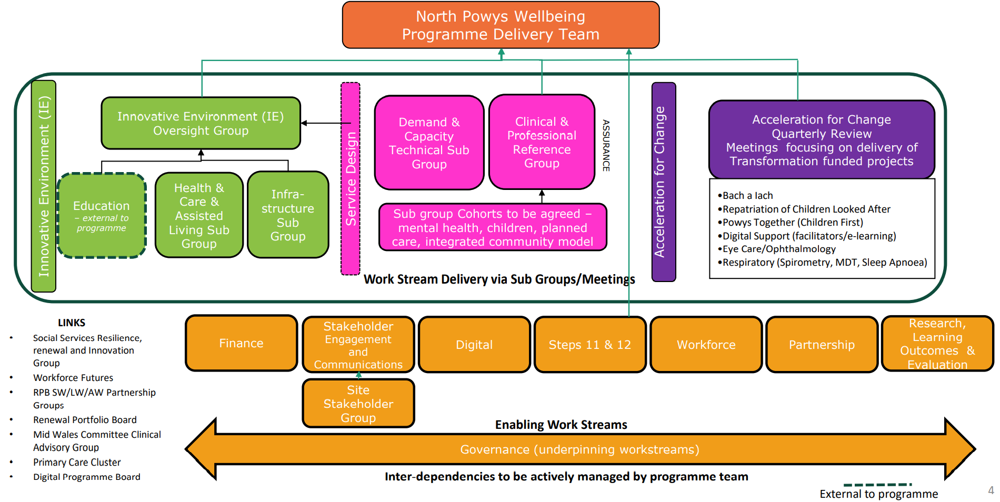 North Powys Wellbeing
Programme Delivery Team
Innovative Environment (IE)
Innovative Environment (IE)
Oversight Group
Education
– external to
programme
Health &
Care &
Assisted
Living Sub
Group
Infra-
structure
Sub
Group
Service Design
Demand &
Capacity
Technical Sub
Group
Clinical &
Professional
Reference
Group
ASSURANCE
Sub group Cohorts to be agreed –
mental health, children, planned
care, integrated community model
Acceleration for Change
Acceleration for Change
Quarterly Review
Meetings focusing on delivery of
Transformation funded projects
•Bach a Iach
•Repatriation of Children Looked After
•Powys Together (Children First)
•Digital Support (facilitators/e-learning)
•Eye Care/Ophthalmology
•Respiratory (Spirometry, MDT, Sleep Apnoea)
Work Stream Delivery via Sub Groups/Meetings
LINKS
• Social Services Resilience,
renewal and Innovation
Group
• Workforce Futures
• RPB SW/LW/AW Partnership
Groups
• Renewal Portfolio Board
• Mid Wales Committee Clinical
Advisory Group
• Primary Care Cluster
• Digital Programme Board
Finance
Stakeholder
Engagement
and
Communications
Digital
Steps 11 & 12
Workforce
Partnership
Research,
Learning
Outcomes &
Evaluation
Site
Stakeholder
Group
Enabling Work Streams
Governance (underpinning workstreams)
Inter-dependencies to be actively managed by programme team
External to programme
4